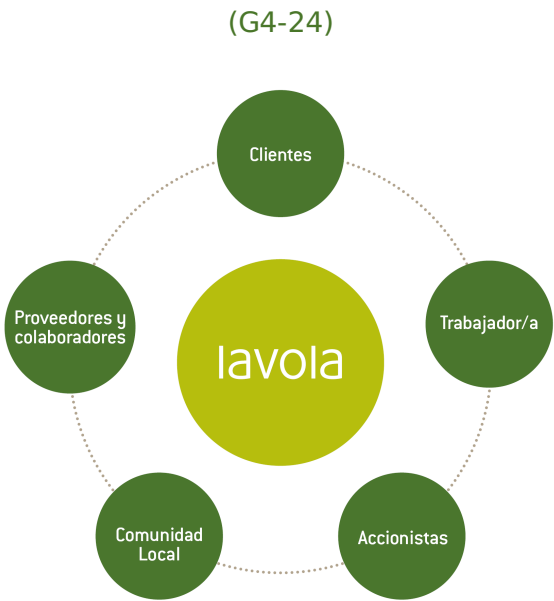 (G4-24)
Clientes
Proveedores y
colaboradores
lavola
Trabajador/a
Comunidad
Local
Accionistas